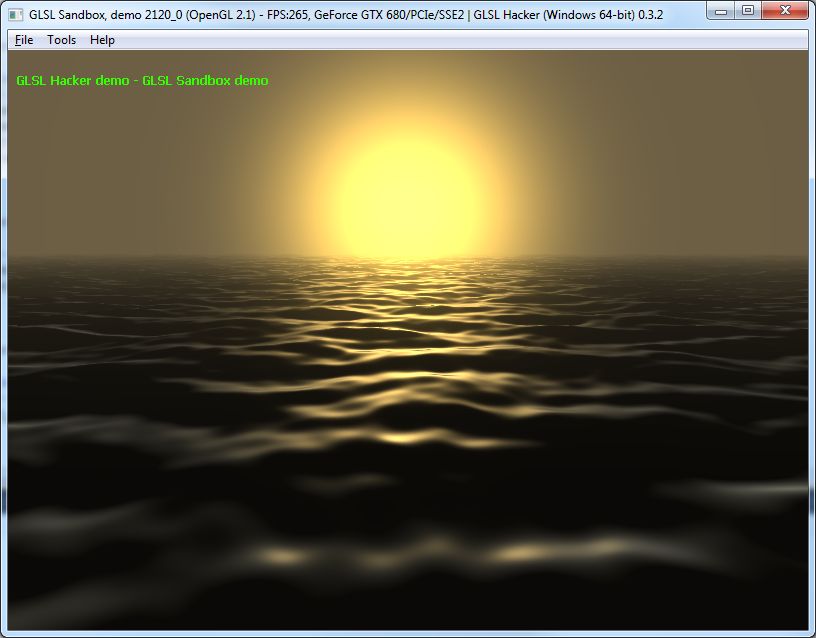 GLSL Sandbox, demo 2120_0 (OpenGL 2.1) - FPS:265, GeForce GTX 680/PCIe/SSE2 | GLSL Hacker (Windows 64-bit) 0.3.2
File Tools Help
GLSL Hacker demo - GLSL Sandbox demo